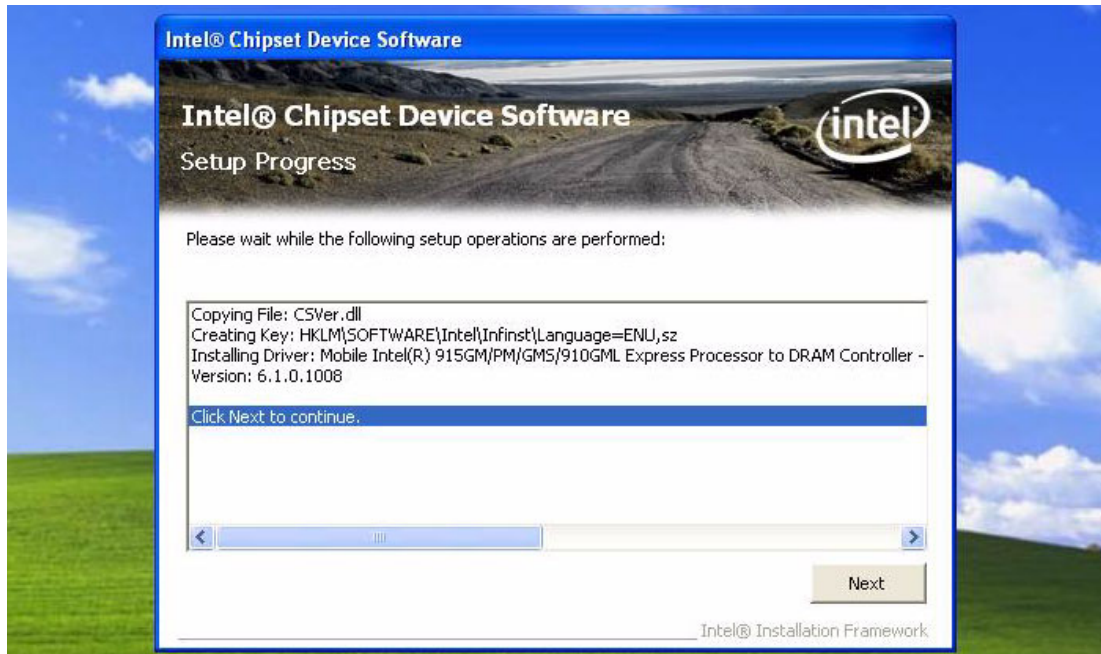 Intel® Chipset Device Software
Intel® Chipset Device Software
intel
Setup Progress
Please wait while the following setup operations are performed:
Copying File: CSVer.dll
Creating Key: HKLM\SOFTWARE\Intel\Infinst\Language=ENU,sz
Installing Driver: Mobile Intel(R) 915GM/PM/GMS/910GML Express Processor to DRAM Controller -
Version: 6.1.0.1008
Click Next to continue.
Next
Intel® Installation Framework